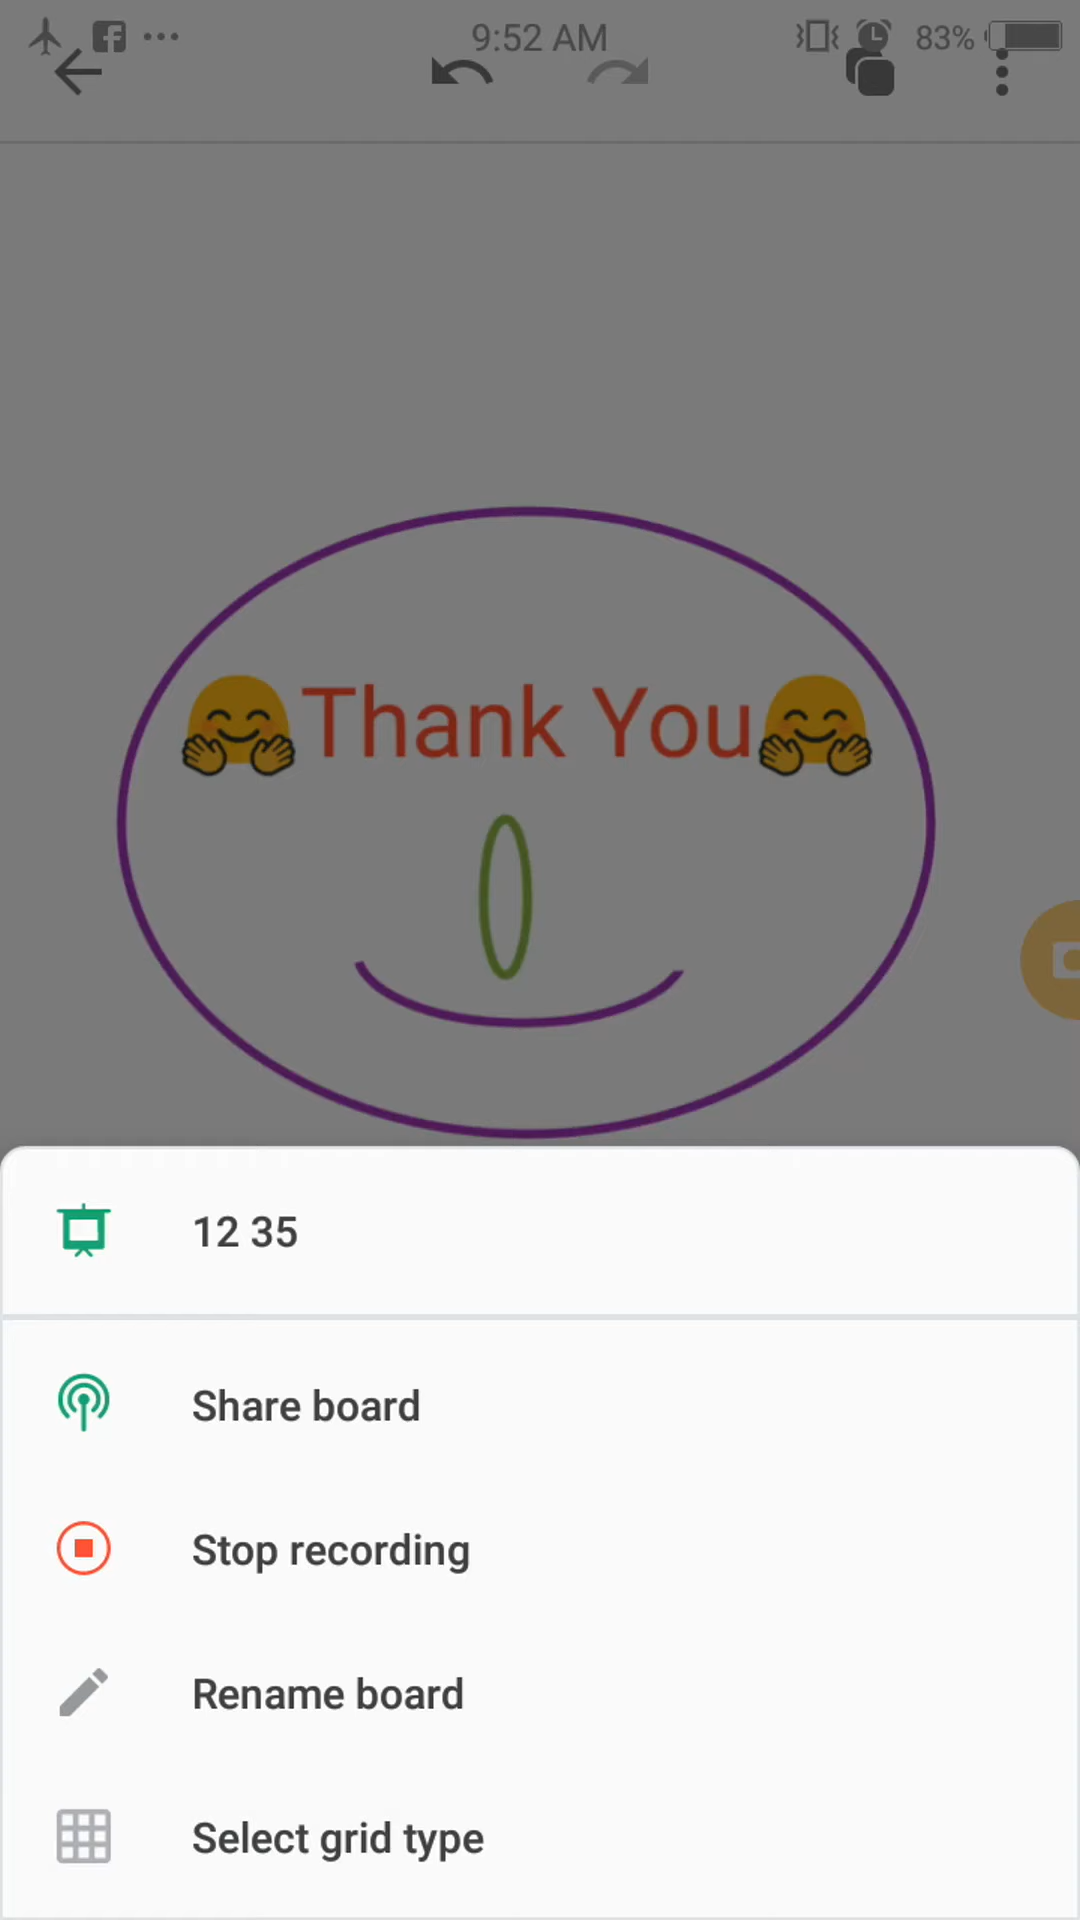 9:52 AM
83%
🤗Thank You🤗
12 35
Share board
Stop recording
Rename board
Select grid type